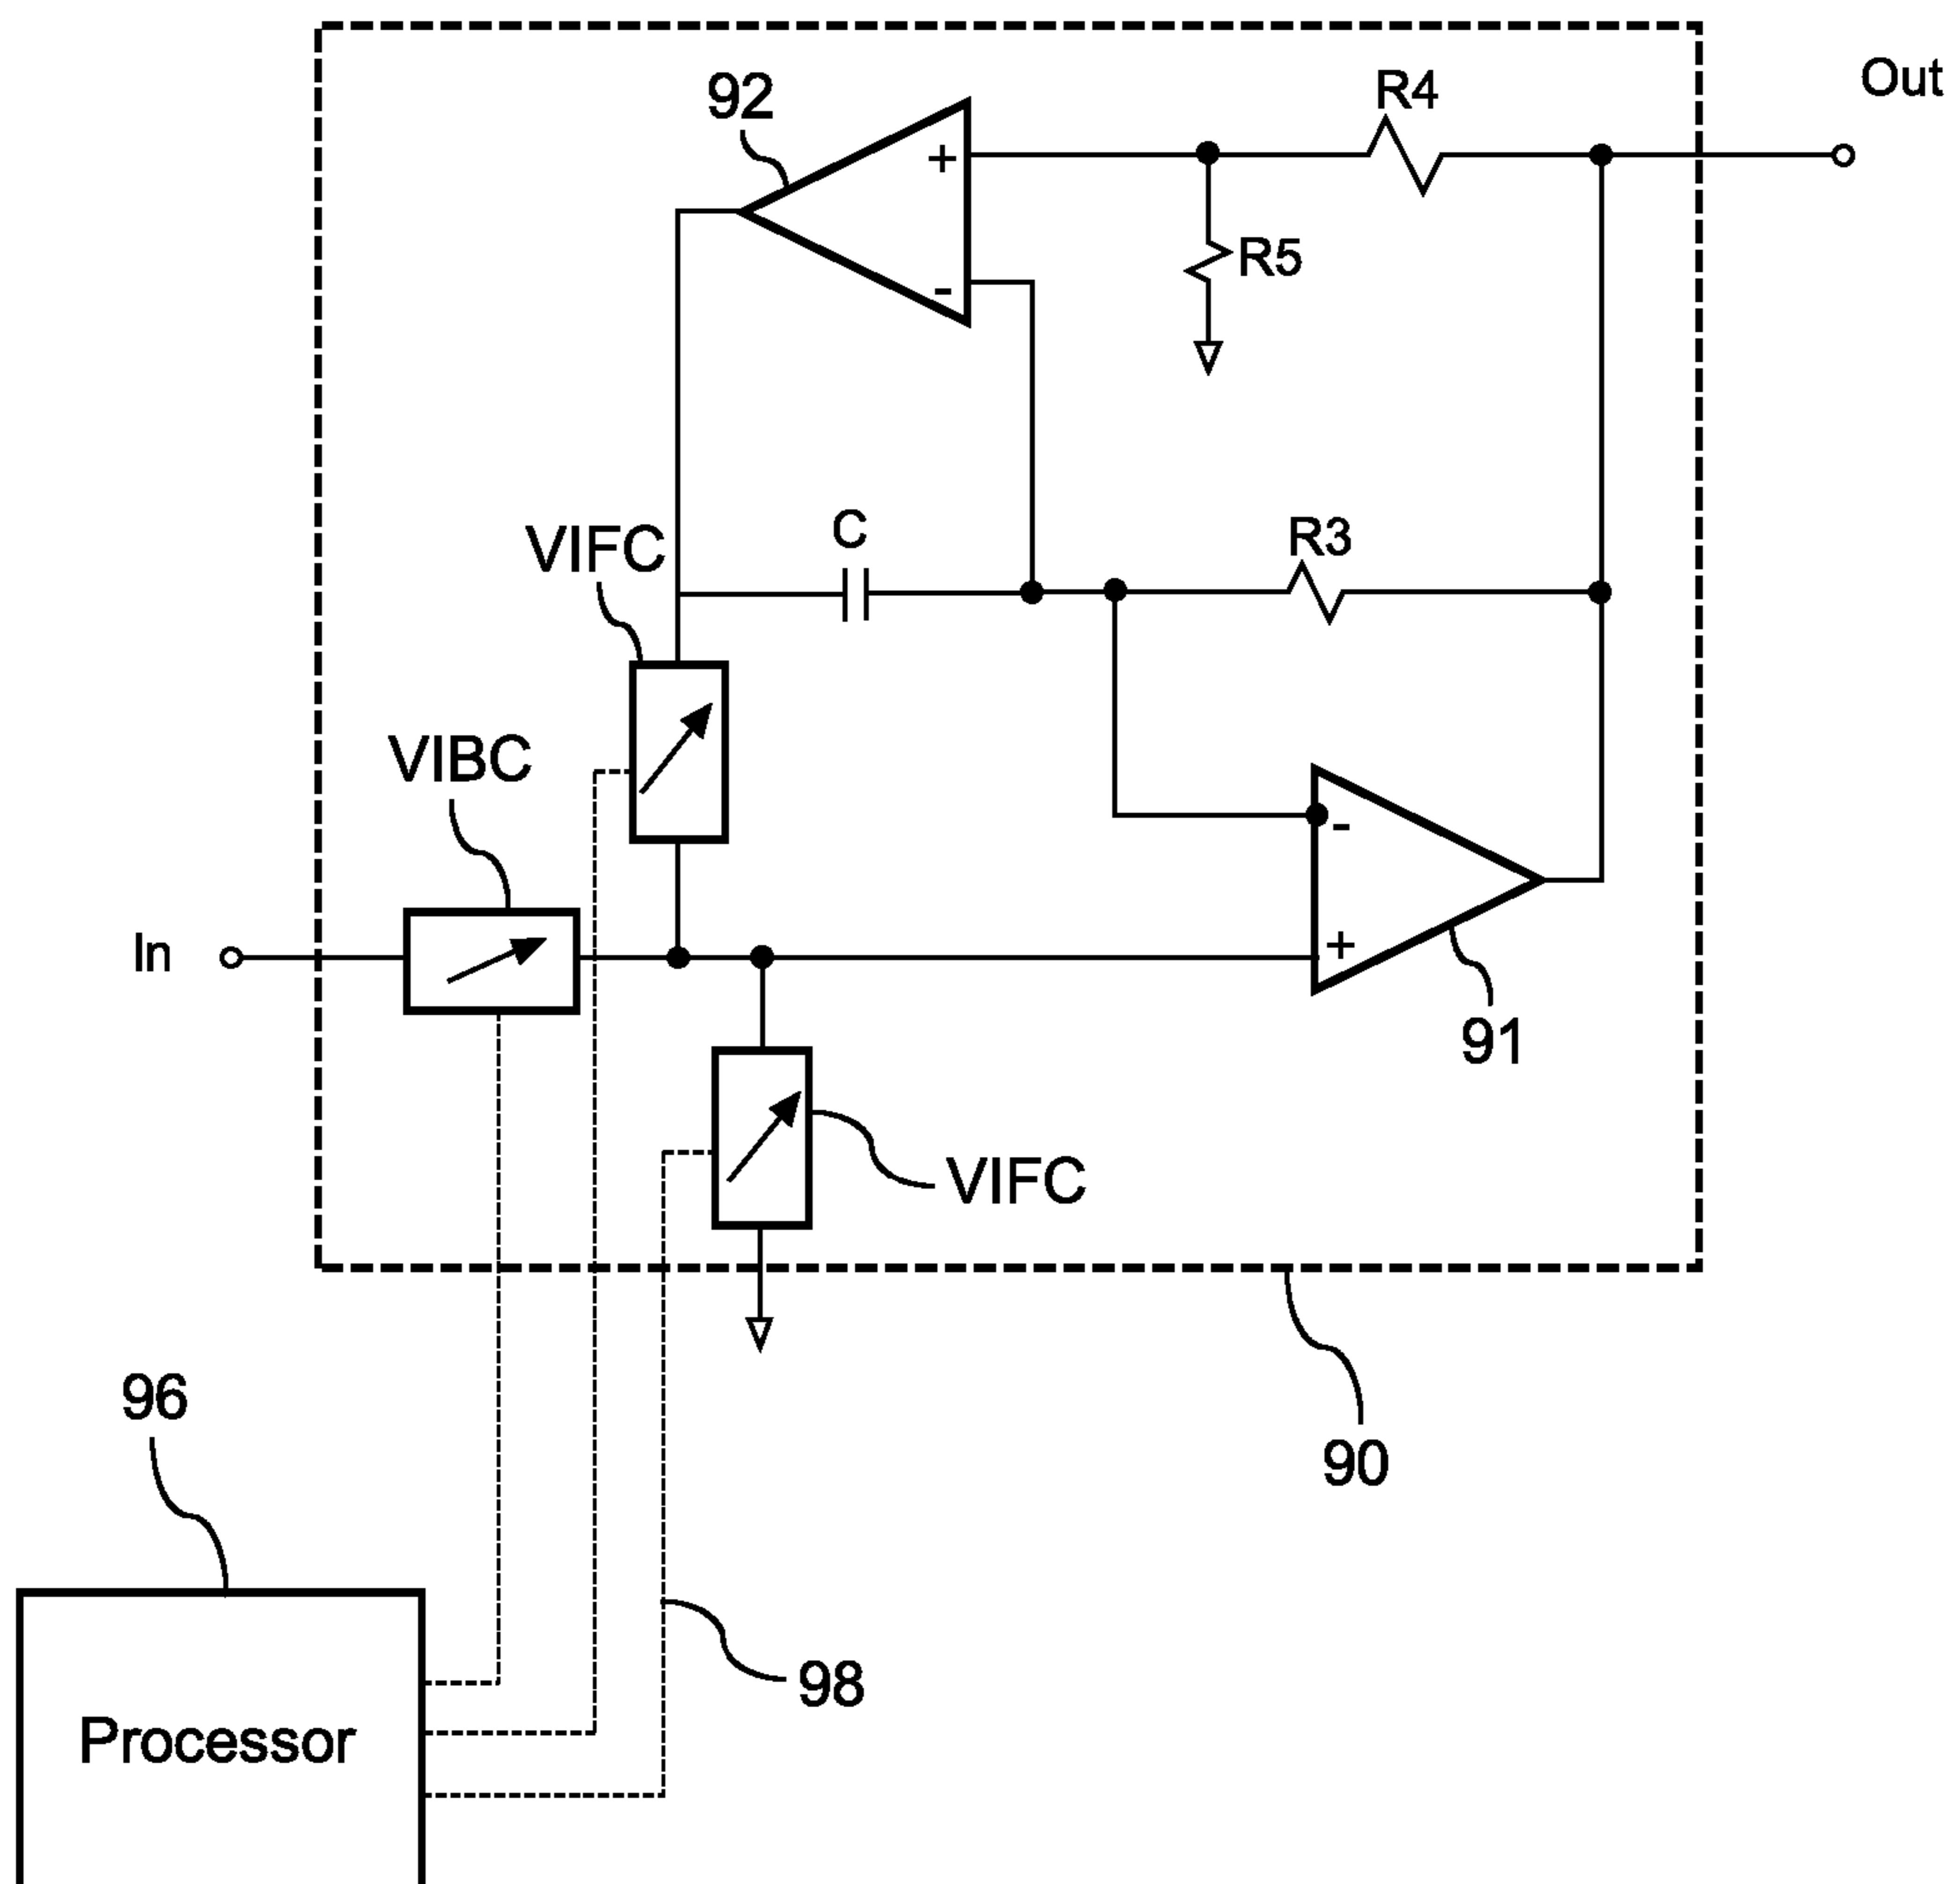 92
R4
Out
+
R5
-
VIFC
C
R3
VIBC
-
In
+
91
VIFC
96
90
98
Processor